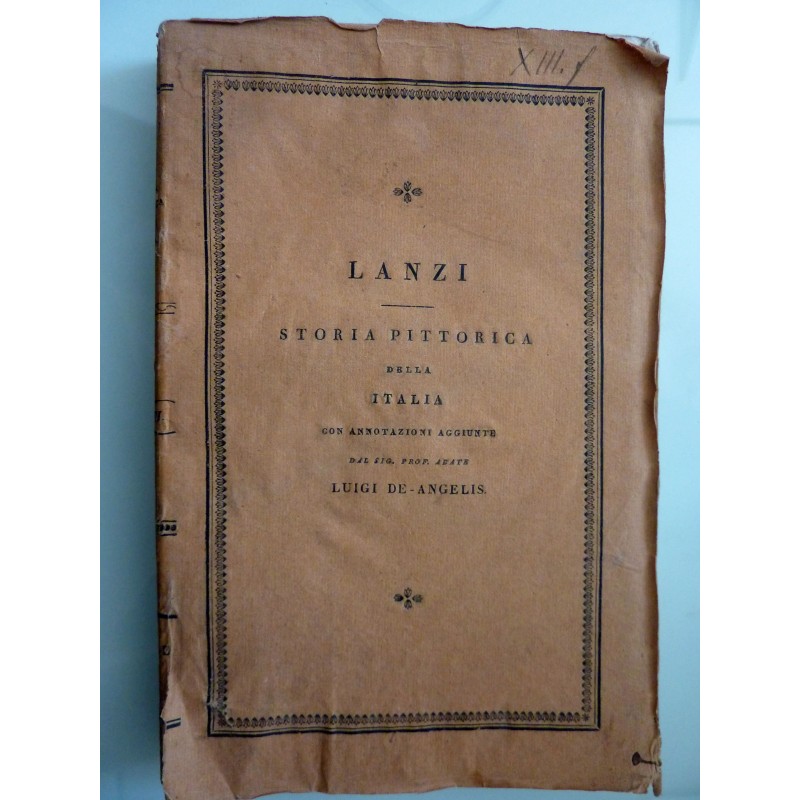 XIII. f
LANZI
STORIA PITTORICA
DELLA
ITALIA
CON ANNOTAZIONI AGGIUNTE
DAL SIG. PROF. ABATE
LUIGI DE-ANGELIS.